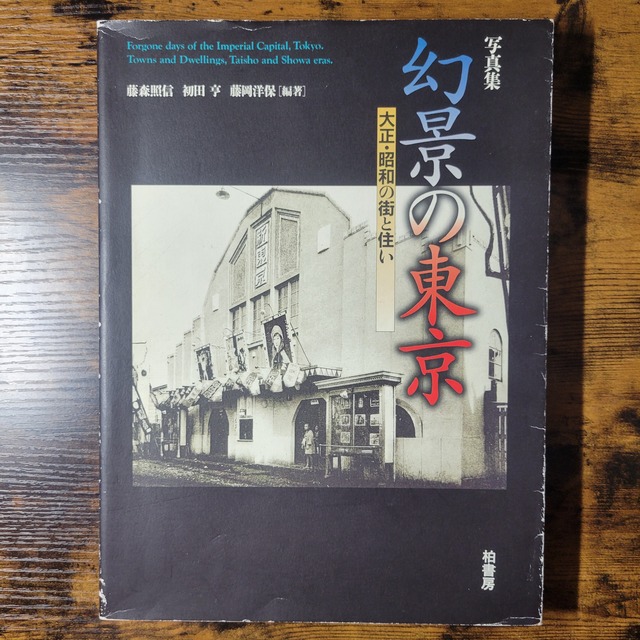 Forgone days of the Imperial Capital, Tokyo.
Towns and Dwellings, Taisho and Showa eras.
藤森照信 初田 亨 藤岡洋保[編著]
写真集
幻景の東京
大正・昭和の街と住い
柏書房